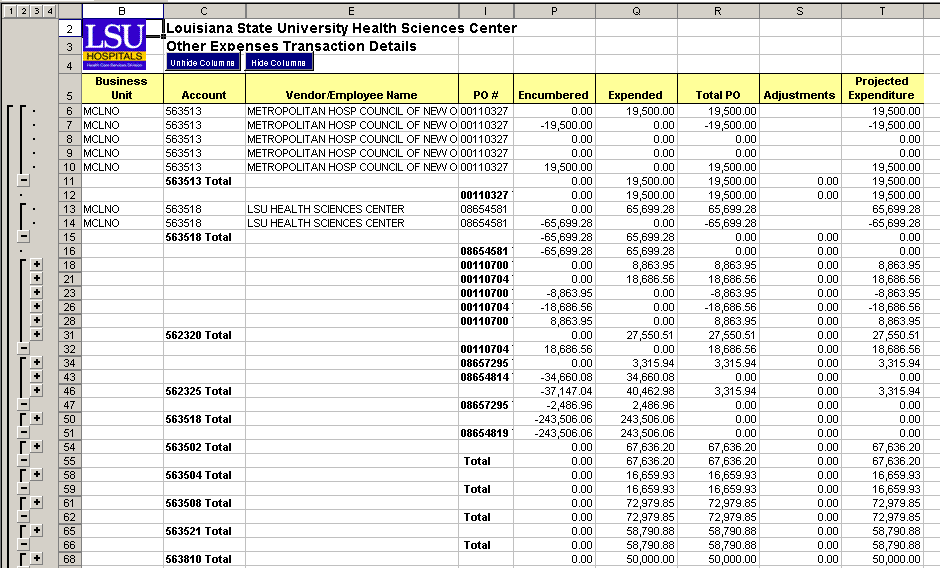 1 2 3 4 B C E I P Q R S T
2 LSU Louisiana State University Health Sciences Center
3 HOSPITALS Other Expenses Transaction Details
4 Health Care Services Division Unhide Columns Hide Columns
Business Projected
5 Unit Account Vendor/Employee Name PO # Encumbered Expended Total PO Adjustments Expenditure
6 MCLNO 563513 METROPOLITAN HOSP COUNCIL OF NEW O 00110327 0.00 19,500.00 19,500.00 19,500.00
7 MCLNO 563513 METROPOLITAN HOSP COUNCIL OF NEW O 00110327 -19,500.00 0.00 -19,500.00 -19,500.00
8 MCLNO 563513 METROPOLITAN HOSP COUNCIL OF NEW O 00110327 0.00 0.00 0.00 0.00
9 MCLNO 563513 METROPOLITAN HOSP COUNCIL OF NEW O 00110327 0.00 0.00 0.00 0.00
10 MCLNO 563513 METROPOLITAN HOSP COUNCIL OF NEW O 00110327 19,500.00 0.00 19,500.00 19,500.00
11 563513 Total 0.00 19,500.00 19,500.00 0.00 19,500.00
12 00110327 0.00 19,500.00 19,500.00 0.00 19,500.00
13 MCLNO 563518 LSU HEALTH SCIENCES CENTER 08654581 0.00 65,699.28 65,699.28 65,699.28
14 MCLNO 563518 LSU HEALTH SCIENCES CENTER 08654581 -65,699.28 0.00 -65,699.28 -65,699.28
15 563518 Total -65,699.28 65,699.28 0.00 0.00 0.00
16 08654581 -65,699.28 65,699.28 0.00 0.00 0.00
18 00110700 0.00 8,863.95 8,863.95 0.00 8,863.95
21 00110704 0.00 18,686.56 18,686.56 0.00 18,686.56
23 00110700 -8,863.95 0.00 -8,863.95 0.00 -8,863.95
26 00110704 -18,686.56 0.00 -18,686.56 0.00 -18,686.56
28 00110700 8,863.95 0.00 8,863.95 0.00 8,863.95
31 562320 Total 0.00 27,550.51 27,550.51 0.00 27,550.51
32 00110704 18,686.56 0.00 18,686.56 0.00 18,686.56
34 08657295 0.00 3,315.94 3,315.94 0.00 3,315.94
43 08654814 -34,660.08 34,660.08 0.00 0.00 0.00
46 562325 Total -37,147.04 40,462.98 3,315.94 0.00 3,315.94
47 08657295 -2,486.96 2,486.96 0.00 0.00 0.00
50 563518 Total -243,506.06 243,506.06 0.00 0.00 0.00
51 08654819 -243,506.06 243,506.06 0.00 0.00 0.00
54 563502 Total 0.00 67,636.20 67,636.20 0.00 67,636.20
55 Total 0.00 67,636.20 67,636.20 0.00 67,636.20
58 563504 Total 0.00 16,659.93 16,659.93 0.00 16,659.93
59 Total 0.00 16,659.93 16,659.93 0.00 16,659.93
61 563508 Total 0.00 72,979.85 72,979.85 0.00 72,979.85
62 Total 0.00 72,979.85 72,979.85 0.00 72,979.85
65 563521 Total 0.00 58,790.88 58,790.88 0.00 58,790.88
66 Total 0.00 58,790.88 58,790.88 0.00 58,790.88
68 563810 Total 0.00 50,000.00 50,000.00 0.00 50,000.00